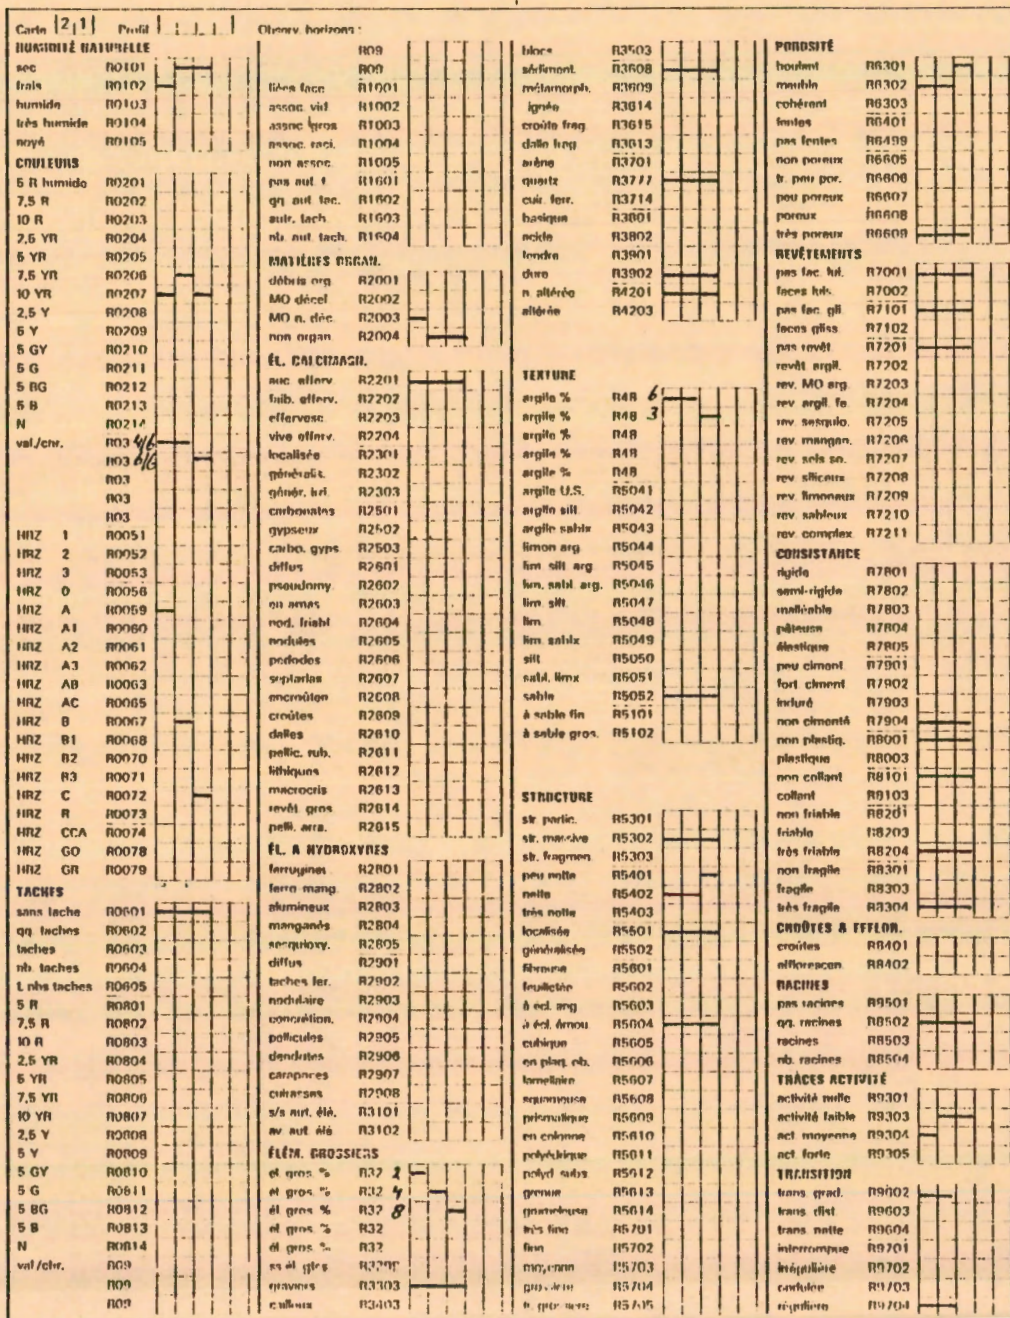 Carte 2 1 Profil Observ. horizons :
HUMIDITÉ NATURELLE
sec R0101
frais R0102
humide R0103
très humide R0104
noyé R0105
COULEURS
5 R humide R0201
7,5 R R0202
10 R R0203
2,5 YR R0204
5 YR R0205
7,5 YR R0206
10 YR R0207
2,5 Y R0208
5 Y R0209
5 GY R0210
5 G R0211
5 BG R0212
5 B R0213
N R0214
val./chr. R03 4/6
R03 6/6
R03
R03
R03
HRZ 1 R0051
HRZ 2 R0052
HRZ 3 R0053
HRZ 0 R0056
HRZ A R0059
HRZ A1 R0060
HRZ A2 R0061
HRZ A3 R0062
HRZ AB R0063
HRZ AC R0065
HRZ B R0067
HRZ B1 R0068
HRZ B2 R0070
HRZ B3 R0071
HRZ C R0072
HRZ R R0073
HRZ CCA R0074
HRZ GO R0078
HRZ GR R0079
TACHES
sans tache R0601
qq. taches R0602
taches R0603
nb. taches R0604
t. nbs taches R0605
5 R R0801
7,5 R R0802
10 R R0803
2,5 YR R0804
5 YR R0805
7,5 YR R0806
10 YR R0807
2,5 Y R0808
5 Y R0809
5 GY R0810
5 G R0811
5 BG R0812
5 B R0813
N R0814
val./chr. R09
R09
R09
R09
R09
liées face R1001
assoc. vid R1002
assoc. gros R1003
assoc. raci. R1004
non assoc. R1005
pas aut. t. R1601
qq. aut. tac. R1602
autr. tach. R1603
nb. aut. tach. R1604
MATIÈRES ORGAN.
débris org. R2001
MO décel R2002
MO n. déc. R2003
non organ. R2004
ÉL. CALCIMAGN.
auc. efferv. R2201
faib. efferv. R2202
effervesc. R2203
vive efferv. R2204
localisée R2301
généralis. R2302
génér. hri. R2303
carbonates R2501
gypseux R2502
carbo. gyps. R2503
diffus R2601
pseudomy. R2602
en amas R2603
nod. friabl. R2604
nodules R2605
R2606
septarias R2607
encroûten R2608
croûtes R2609
dalles R2610
pellic. rub. R2611
lithiques R2612
macrocris R2613
revêt. gros R2614
pelli. arra. R2615
ÉL. A HYDROXYDES
ferrugineux R2801
ferro mang. R2802
alumineux R2803
manganés R2804
sesquioxy. R2805
diffus R2901
taches fer. R2902
nodulaire R2903
concrétion. R2904
pellicules R2905
dendrites R2906
carapaces R2907
cuirasses R2908
s/s aut. élé. R3101
av aut élé R3102
ÉLÉM. GROSSIERS
él gros. % R32 2
él gros. % R32 4
él gros. % R32 8
él gros. % R32
él gros. % R32
graviers R3303
cailloux R3403
blocs R3503
sédiment. R3608
métamorph. R3609
ignée R3614
croûte frag. R3615
dalle frag R3613
arène R3701
quartz R3777
cuir. ferr. R3714
basique R3801
acide R3802
tendre R3901
dure R3902
n. altérée R4201
altérée R4203
TEXTURE
argile % R48 6
argile % R48 3
argile % R48
argile % R48
argile % R48
argile U.S. R5041
argile silt. R5042
argile sablx R5043
limon arg R5044
lim. silt. arg. R5045
lim. sabl. arg. R5046
lim. silt. R5047
lim R5048
lim. sablx R5049
silt R5050
sabl. limx R5051
sable R5052
à sable fin R5101
à sable gros. R5102
STRUCTURE
str. partic. R5301
str. massive R5302
str. fragmen. R5303
peu nette R5401
nette R5402
très nette R5403
localisée R5501
généralisée R5502
fibreuse R5601
feuilletée R5602
à écl. ang R5603
à écl. émou. R5604
cubique R5605
en plaq. ob. R5606
lamellaire R5607
squameuse R5608
prismatique R5609
en colonne R5610
polyédrique R5611
polyéd. subs R5612
grenue R5613
grumeleuse R5614
très fine R5701
fine R5702
moyenne R5703
grossière R5704
R5705
POROSITÉ
boulant R6301
meuble R6302
cohérent R6303
fentes R6401
pas fentes R6499
non poreux R6605
tr. peu por. R6606
peu poreux R6607
poreux R6608
très poreux R6609
REVÊTEMENTS
pas fac. lui. R7001
faces luis. R7002
pas fac. gli. R7101
faces gliss R7102
pas revêt. R7201
revêt argil. R7202
rev. MO arg. R7203
rev. argil. fe. R7204
rev. sesquio. R7205
rev. mangan. R7206
rev. sels so. R7207
rev. siliceux R7208
rev. limoneux R7209
rev. sableux R7210
rev. complex. R7211
CONSISTANCE
rigide R7801
semi-rigide R7802
malléable R7803
pâteuse R7804
élastique R7805
peu ciment. R7901
fort. ciment R7902
induré R7903
non cimenté R7904
non plastiq. R8001
plastique R8003
non collant R8101
collant R8103
non friable R8201
friable R8203
très friable R8204
non fragile R8301
fragile R8303
très fragile R8304
CROÛTES A EFFLOR.
croûtes R8401
efflorescen. R8402
RACINES
pas racines R8501
qq. racines R8502
racines R8503
nb. racines R8504
TRACES ACTIVITÉ
activité nulle R9301
activité faible R9303
act. moyenne R9304
act. forte R9305
TRANSITION
trans. grad. R9602
trans. dist. R9603
trans. nette R9604
interrompue R9701
irrégulière R9702
ondulée R9703
régulière R9704